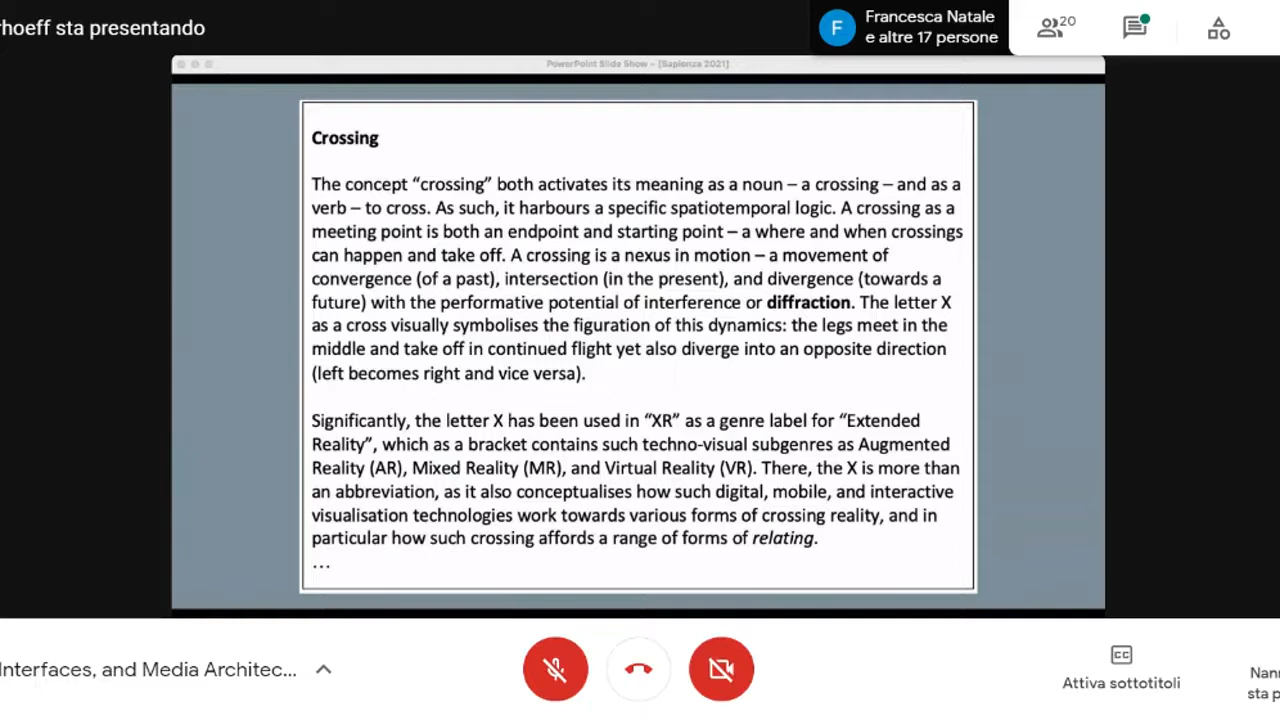 rhoeff sta presentando
F
Francesca Natale
e altre 17 persone
20
PowerPoint Slide Show - [Sapienza 2021]
Crossing
The concept “crossing” both activates its meaning as a noun – a crossing – and as a
verb – to cross. As such, it harbours a specific spatiotemporal logic. A crossing as a
meeting point is both an endpoint and starting point – a where and when crossings
can happen and take off. A crossing is a nexus in motion – a movement of
convergence (of a past), intersection (in the present), and divergence (towards a
future) with the performative potential of interference or diffraction. The letter X
as a cross visually symbolises the figuration of this dynamics: the legs meet in the
middle and take off in continued flight yet also diverge into an opposite direction
(left becomes right and vice versa).
Significantly, the letter X has been used in “XR” as a genre label for “Extended
Reality”, which as a bracket contains such techno-visual subgenres as Augmented
Reality (AR), Mixed Reality (MR), and Virtual Reality (VR). There, the X is more than
an abbreviation, as it also conceptualises how such digital, mobile, and interactive
visualisation technologies work towards various forms of crossing reality, and in
particular how such crossing affords a range of forms of relating.
...
Interfaces, and Media Architec...
CC
Attiva sottotitoli
Nann
sta p